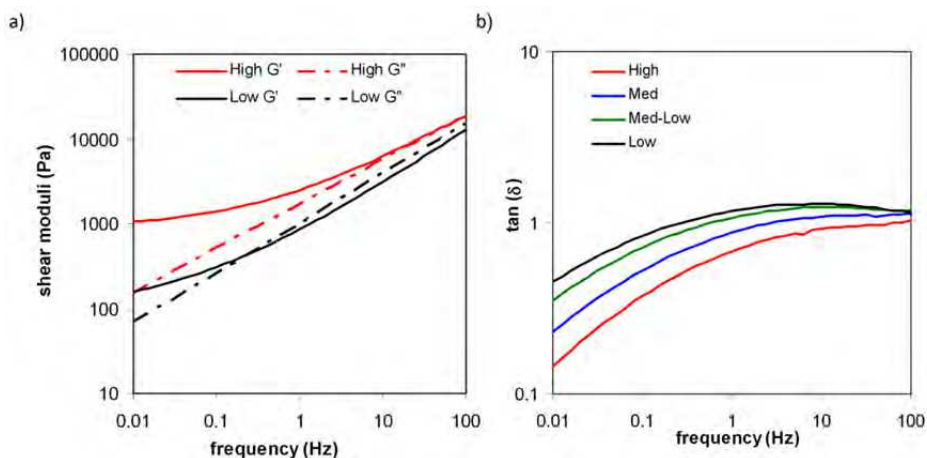 a)
100000
10000
1000
100
10
shear moduli (Pa)
High G' High G"
Low G' Low G"
0.01 0.1 1 10 100
frequency (Hz)
b)
10
1
0.1
tan (δ)
High
Med
Med-Low
Low
0.01 0.1 1 10 100
frequency (Hz)